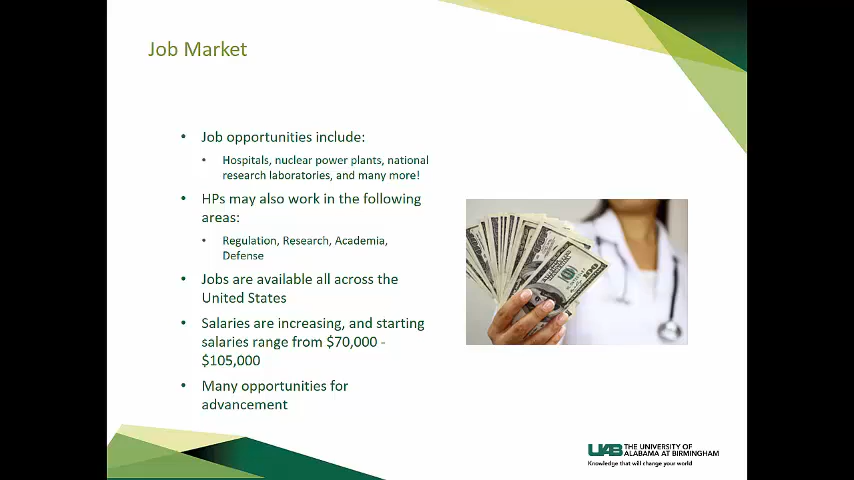 Job Market
• Job opportunities include:
• Hospitals, nuclear power plants, national
research laboratories, and many more!
• HPs may also work in the following
areas:
• Regulation, Research, Academia,
Defense
• Jobs are available all across the
United States
• Salaries are increasing, and starting
salaries range from $70,000 -
$105,000
• Many opportunities for
advancement
100
UAB THE UNIVERSITY OF
ALABAMA AT BIRMINGHAM
Knowledge that will change your world